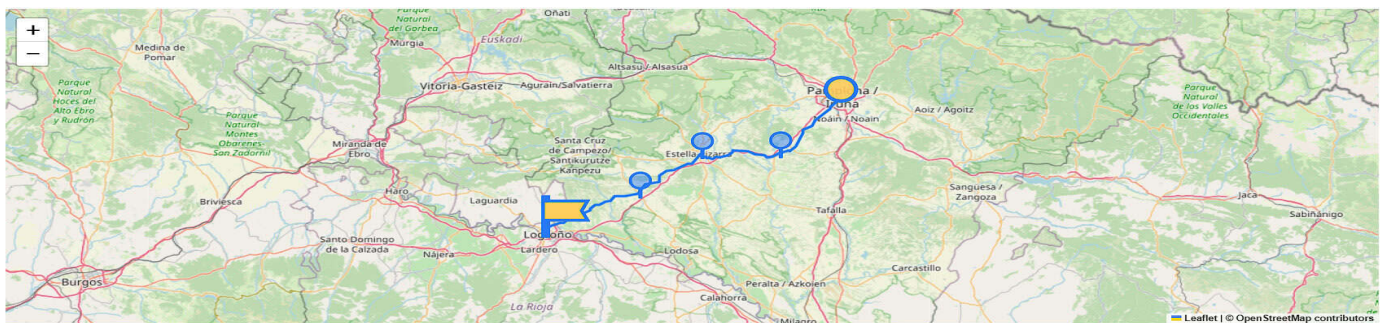 +
−
Parque
Natural
del Gorbea
Oñati
Murgia
Euskadi
Medina de
Pomar
Altsasu / Alsasua
Vitoria-Gasteiz
Agurain/Salvatierra
Parque
Natural
Hoces del
Alto Ebro
y Rudrón
Parque
Natural
Montes
Obarenes-
San Zadornil
Miranda de
Ebro
Santa Cruz
de Campezo/
Santikurutze
Kanpezu
Iruña
Noáin / Noain
Aoiz / Agoitz
Parque
Natural
de los Valles
Occidentales
Haro
Laguardia
Briviesca
Sangüesa /
Zangoza
Jaca
Sabiñánigo
Tafalla
Santo Domingo
de la Calzada
Nájera
Logroño
Lardero
Lodosa
Carcastillo
Burgos
Peralta / Azkoien
Calahorra
La Rioja
Milagro
Leaflet | © OpenStreetMap contributors